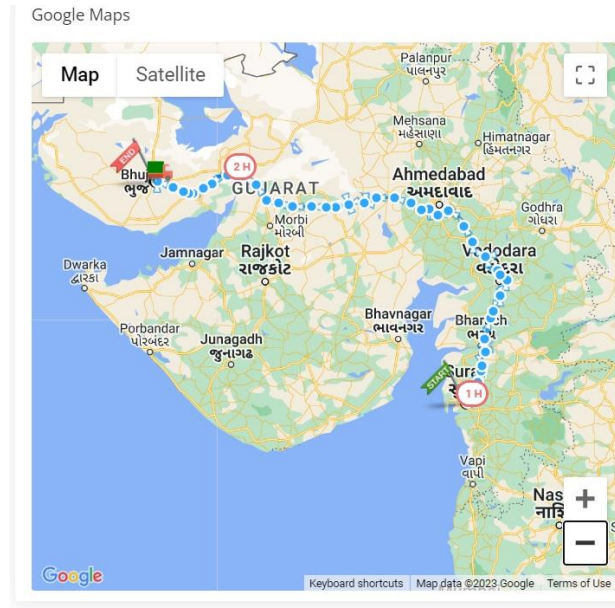 Google Maps
Map
Satellite
Palanpur
પાલનપુર
Mehsana
મહેસાણા
Himatnagar
હિંમતનગર
END
2 H
Bhuj
ભુજ
GUJARAT
Ahmedabad
અમદાવાદ
Godhra
ગોધરા
Morbi
મોરબી
Vadodara
Jamnagar
Rajkot
રાજકોટ
Dwarka
દ્વારકા
Bhavnagar
ભાવનગર
Porbandar
પોરબંદર
Junagadh
જુનાગઢ
START
1 H
Vapi
વાપી
+
−
Google
Keyboard shortcuts
Map data ©2023 Google
Terms of Use